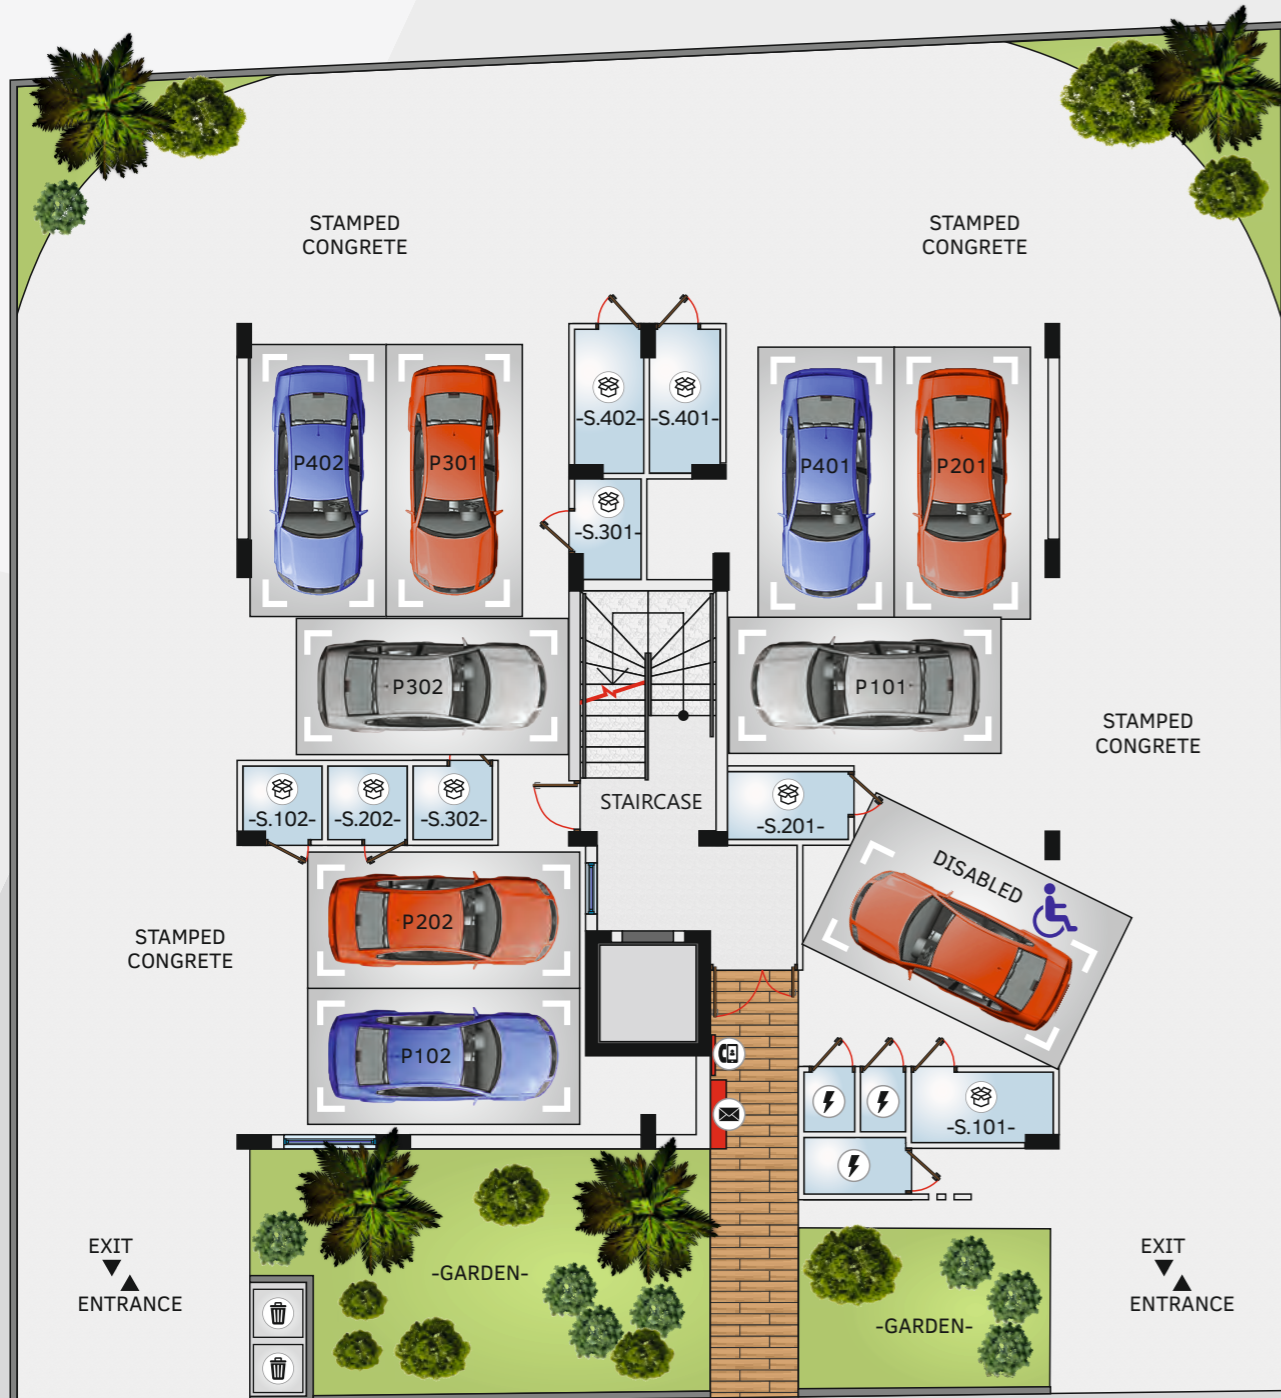 STAMPED
CONGRETE
STAMPED
CONGRETE
-S.402-
-S.401-
P402
P301
P401
P201
-S.301-
P302
P101
STAMPED
CONGRETE
-S.102-
-S.202-
-S.302-
STAIRCASE
-S.201-
DISABLED
P202
STAMPED
CONGRETE
P102
-S.101-
EXIT
ENTRANCE
-GARDEN-
-GARDEN-
EXIT
ENTRANCE